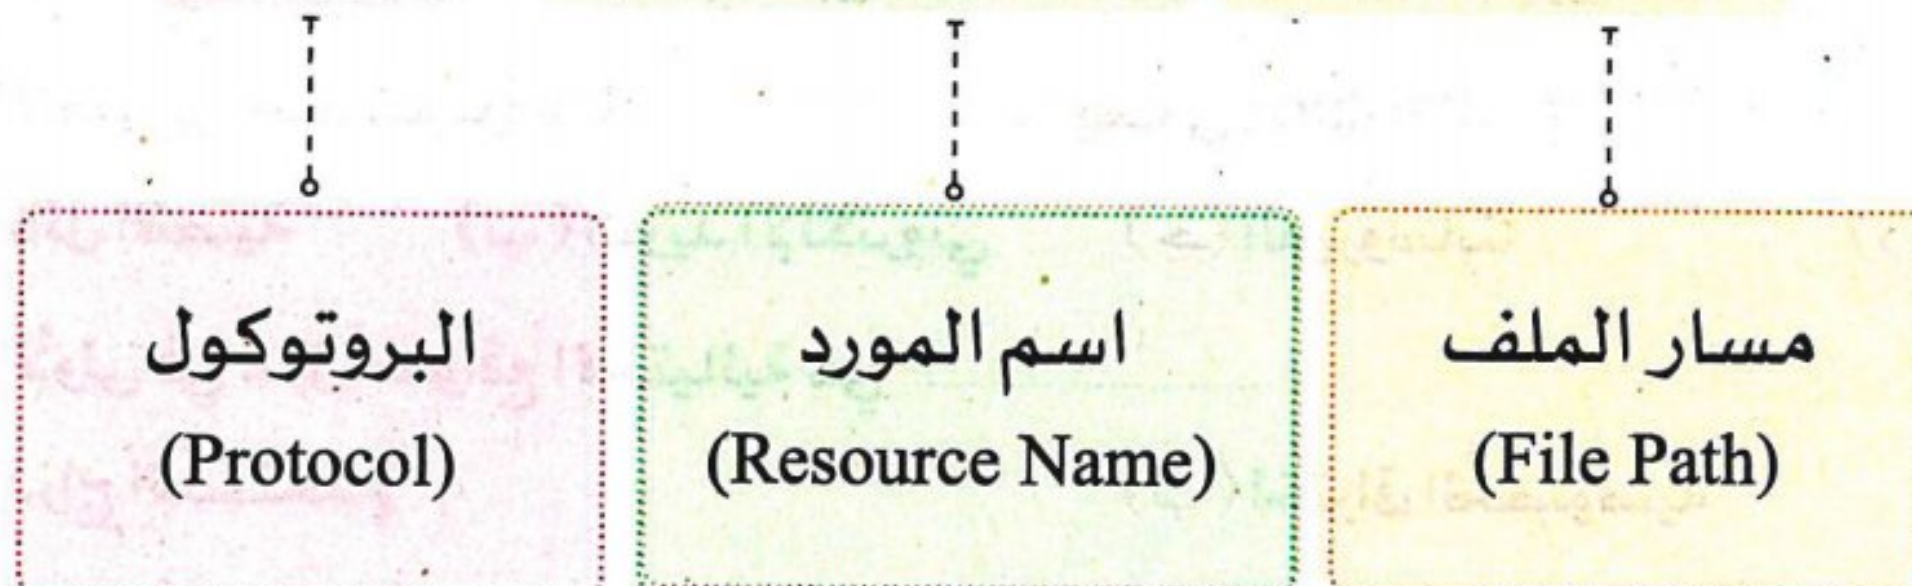 البروتوكول
(Protocol)
اسم المورد
(Resource Name)
مسار الملف
(File Path)